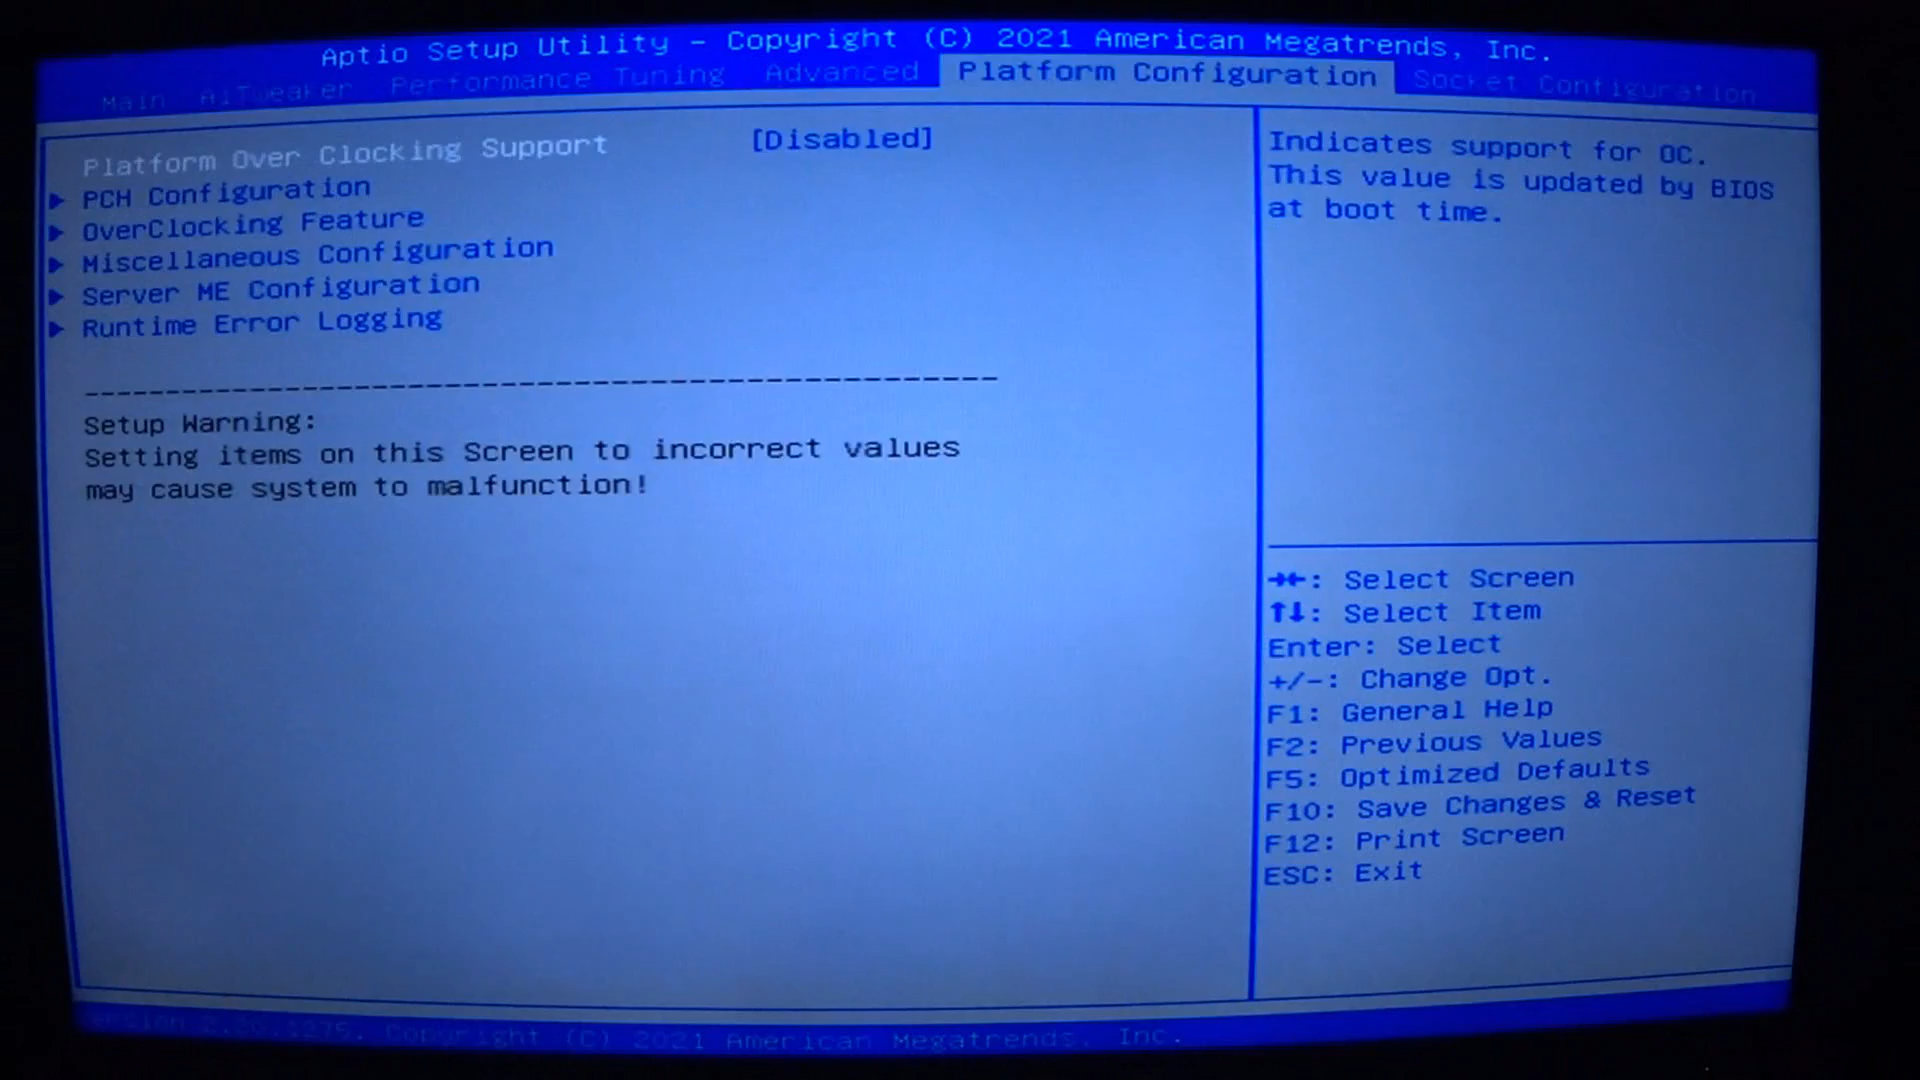 Aptio Setup Utility – Copyright (C) 2021 American Megatrends, Inc.
Main AiTweaker Performance Tuning Advanced Platform Configuration Socket Configuration
Platform Over Clocking Support [Disabled]
► PCH Configuration
► OverClocking Feature
► Miscellaneous Configuration
► Server ME Configuration
► Runtime Error Logging
------------------------------------------------
Setup Warning:
Setting items on this Screen to incorrect values
may cause system to malfunction!
Indicates support for OC.
This value is updated by BIOS
at boot time.
→←: Select Screen
↑↓: Select Item
Enter: Select
+/-: Change Opt.
F1: General Help
F2: Previous Values
F5: Optimized Defaults
F10: Save Changes & Reset
F12: Print Screen
ESC: Exit
Copyright (C) 2021 American Megatrends, Inc.